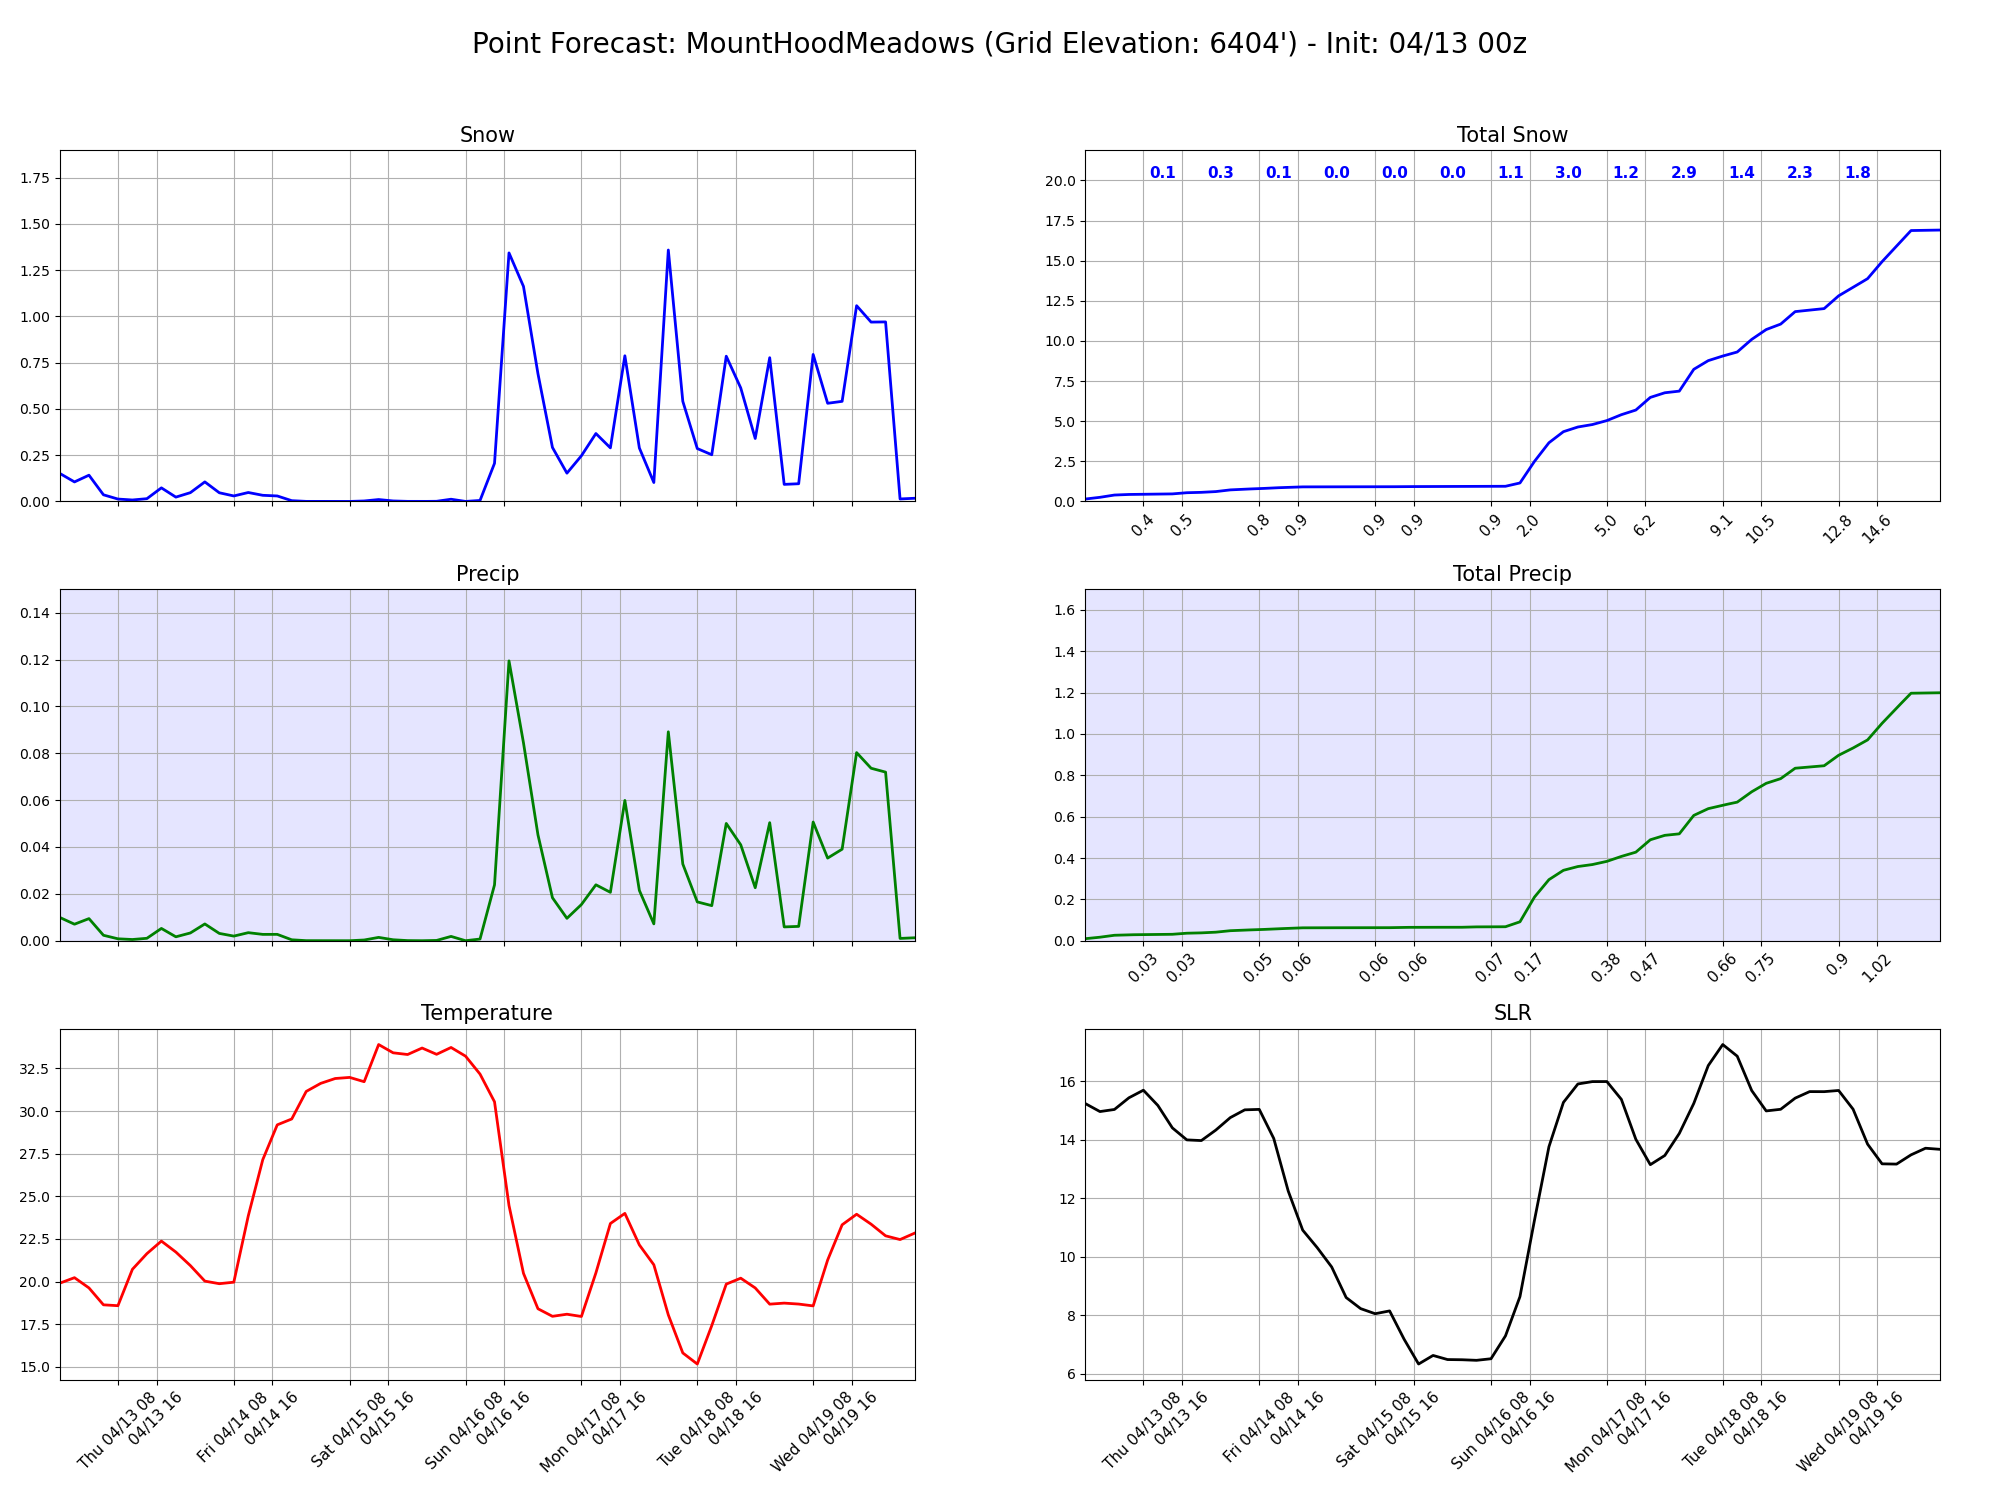 Point Forecast: MountHoodMeadows (Grid Elevation: 6404') - Init: 04/13 00z
Snow
1.75
1.50
1.25
1.00
0.75
0.50
0.25
0.00
Total Snow
0.1 0.3 0.1 0.0 0.0 0.0 1.1 3.0 1.2 2.9 1.4 2.3 1.8
20.0
17.5
15.0
12.5
10.0
7.5
5.0
2.5
0.0
0.4 0.5 0.8 0.9 0.9 0.9 0.9 2.0 5.0 6.2 9.1 10.5 12.8 14.6
Precip
0.14
0.12
0.10
0.08
0.06
0.04
0.02
0.00
Total Precip
1.6
1.4
1.2
1.0
0.8
0.6
0.4
0.2
0.0
0.03 0.03 0.05 0.06 0.06 0.06 0.07 0.17 0.38 0.47 0.66 0.75 0.9 1.02
Temperature
32.5
30.0
27.5
25.0
22.5
20.0
17.5
15.0
Thu 04/13 08
04/13 16
Fri 04/14 08
04/14 16
Sat 04/15 08
04/15 16
Sun 04/16 08
04/16 16
Mon 04/17 08
04/17 16
Tue 04/18 08
04/18 16
Wed 04/19 08
04/19 16
SLR
16
14
12
10
8
6
Thu 04/13 08
04/13 16
Fri 04/14 08
04/14 16
Sat 04/15 08
04/15 16
Sun 04/16 08
04/16 16
Mon 04/17 08
04/17 16
Tue 04/18 08
04/18 16
Wed 04/19 08
04/19 16